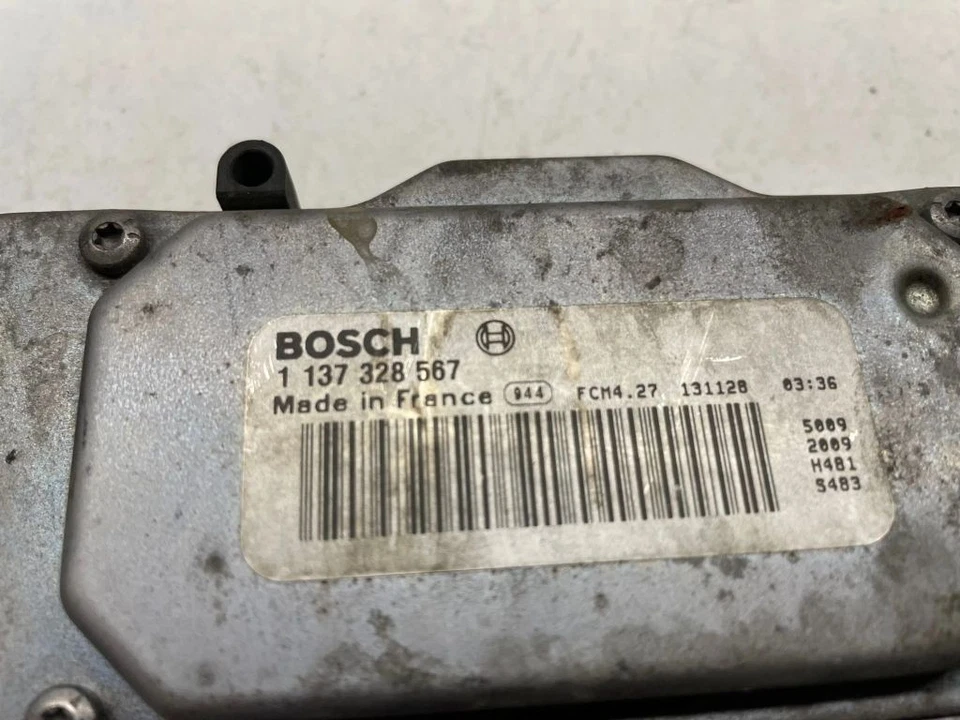 BOSCH
1 137 328 567
Made in France 944 FCM4.27 131128 03:36
5009
2009
H481
S483